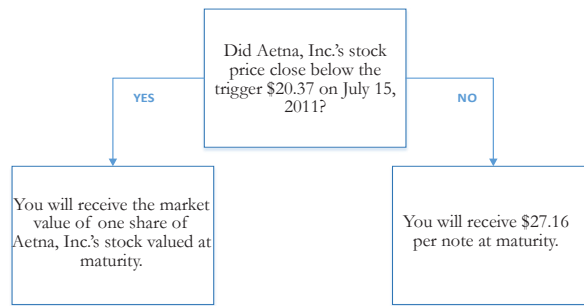 Did Aetna, Inc.'s stock
price close below the
trigger $20.37 on July 15,
2011?
YES
NO
You will receive the market
value of one share of
Aetna, Inc.'s stock valued at
maturity.
You will receive $27.16
per note at maturity.